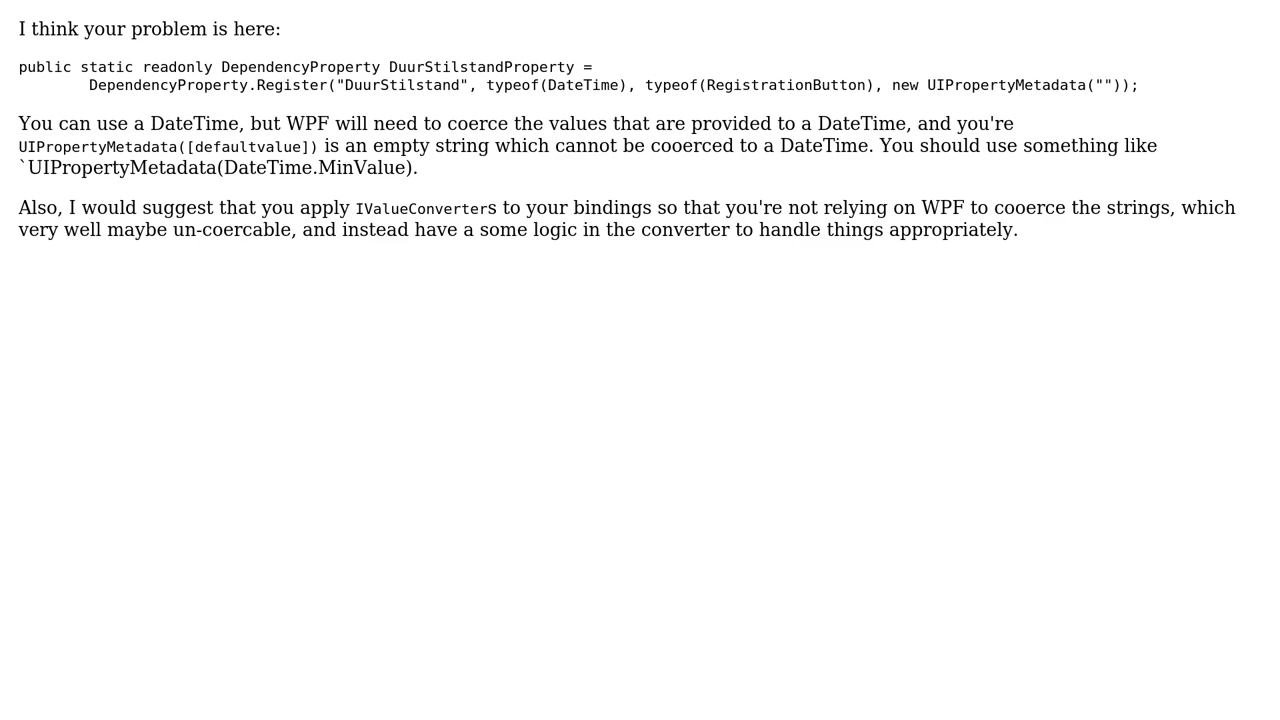 I think your problem is here:
public static readonly DependencyProperty DuurStilstandProperty =
        DependencyProperty.Register("DuurStilstand", typeof(DateTime), typeof(RegistrationButton), new UIPropertyMetadata(""));
You can use a DateTime, but WPF will need to coerce the values that are provided to a DateTime, and you're
UIPropertyMetadata([defaultvalue]) is an empty string which cannot be cooerced to a DateTime. You should use something like
`UIPropertyMetadata(DateTime.MinValue).
Also, I would suggest that you apply IValueConverters to your bindings so that you're not relying on WPF to cooerce the strings, which
very well maybe un-coercable, and instead have a some logic in the converter to handle things appropriately.